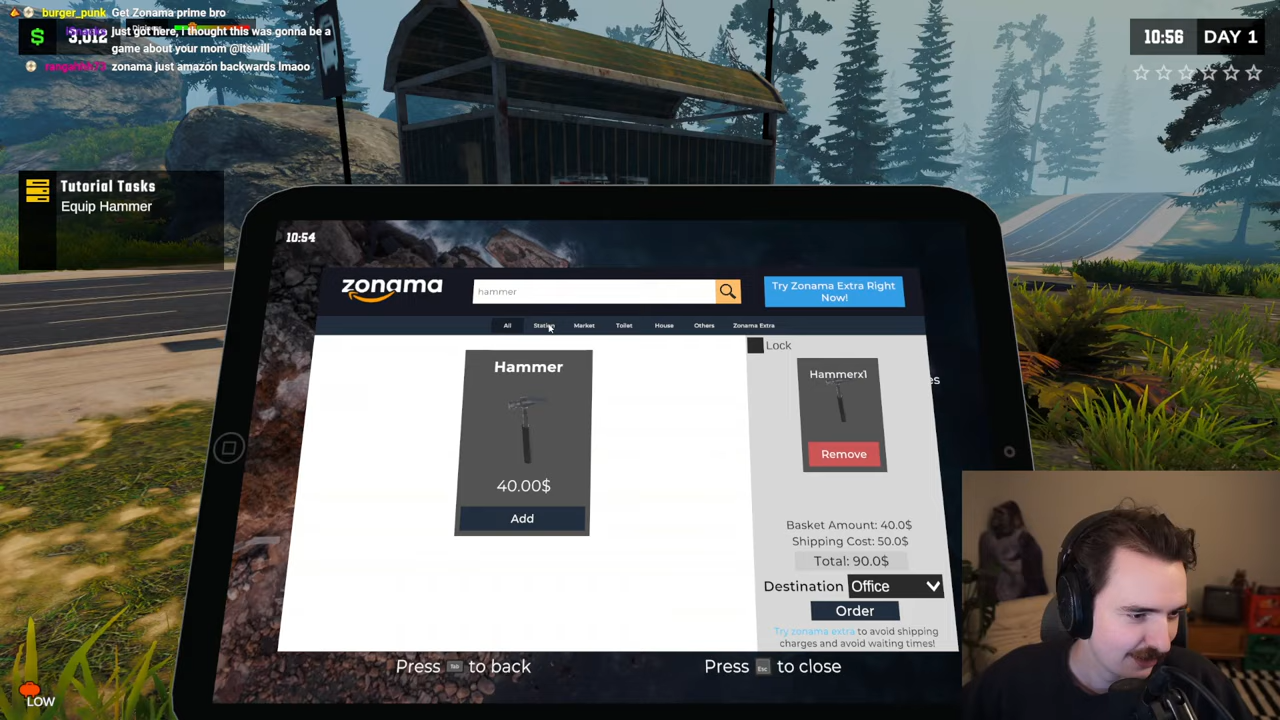 burger_punk Get Zonama prime bro
just got here, I thought this was gonna be a
game about your mom @itswill
zonama just amazon backwards lmaoo
$ 3,012
10:56 DAY 1
Tutorial Tasks
Equip Hammer
10:54
zonama
hammer
Try Zonama Extra Right
Now!
All Station Market Toilet House Others Zonama Extra
Hammer
40.00$
Add
Lock
Hammerx1
Remove
Basket Amount: 40.0$
Shipping Cost: 50.0$
Total: 90.0$
Destination Office
Order
Try zonama extra to avoid shipping
charges and avoid waiting times!
es
Press Tab to back
Press Esc to close
LOW